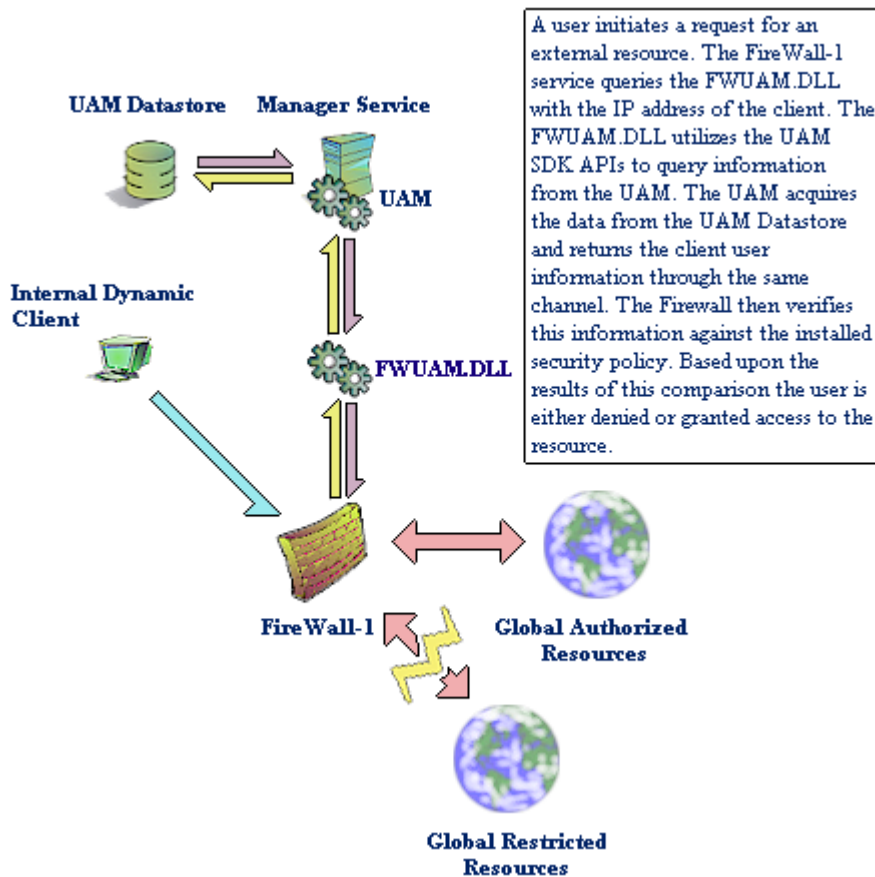 A user initiates a request for an
external resource. The FireWall-1
service queries the FWUAM.DLL
with the IP address of the client. The
FWUAM.DLL utilizes the UAM
SDK APIs to query information
from the UAM. The UAM acquires
the data from the UAM Datastore
and returns the client user
information through the same
channel. The Firewall then verifies
this information against the installed
security policy. Based upon the
results of this comparison the user is
either denied or granted access to the
resource.
UAM Datastore
Manager Service
UAM
Internal Dynamic
Client
FWUAM.DLL
FireWall-1
Global Authorized
Resources
Global Restricted
Resources